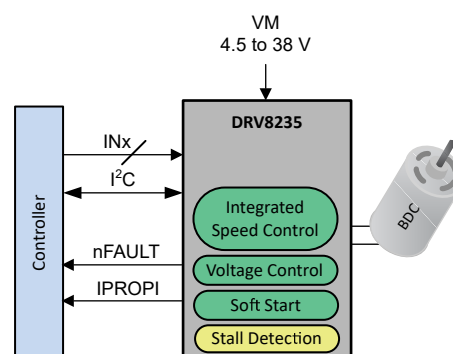 VM
4.5 to 38 V
DRV8235
INx
I²C
Controller
Integrated
Speed Control
BDC
nFAULT
Voltage Control
IPROPI
Soft Start
Stall Detection